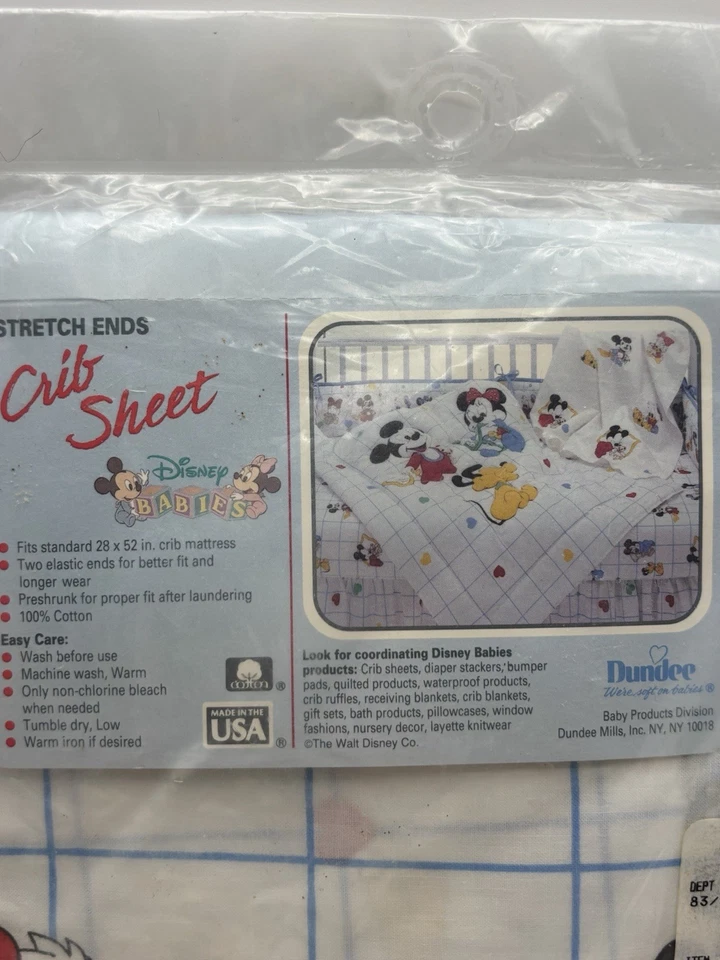 STRETCH ENDS
Crib
Sheet
Disney
BABIES
Fits standard 28 x 52 in. crib mattress
Two elastic ends for better fit and
longer wear
Preshrunk for proper fit after laundering
100% Cotton
Easy Care:
Wash before use
Machine wash, Warm
Only non-chlorine bleach
when needed
Tumble dry, Low
Warm iron if desired
COTTON ®
MADE IN THE
USA ®
Look for coordinating Disney Babies
products: Crib sheets, diaper stackers, bumper
pads, quilted products, waterproof products,
crib ruffles, receiving blankets, crib blankets,
gift sets, bath products, pillowcases, window
fashions, nursery decor, layette knitwear
©The Walt Disney Co.
Dundee
We're soft on babies ®
Baby Products Division
Dundee Mills, Inc. NY, NY 10018
DEPT
83/
ITEM